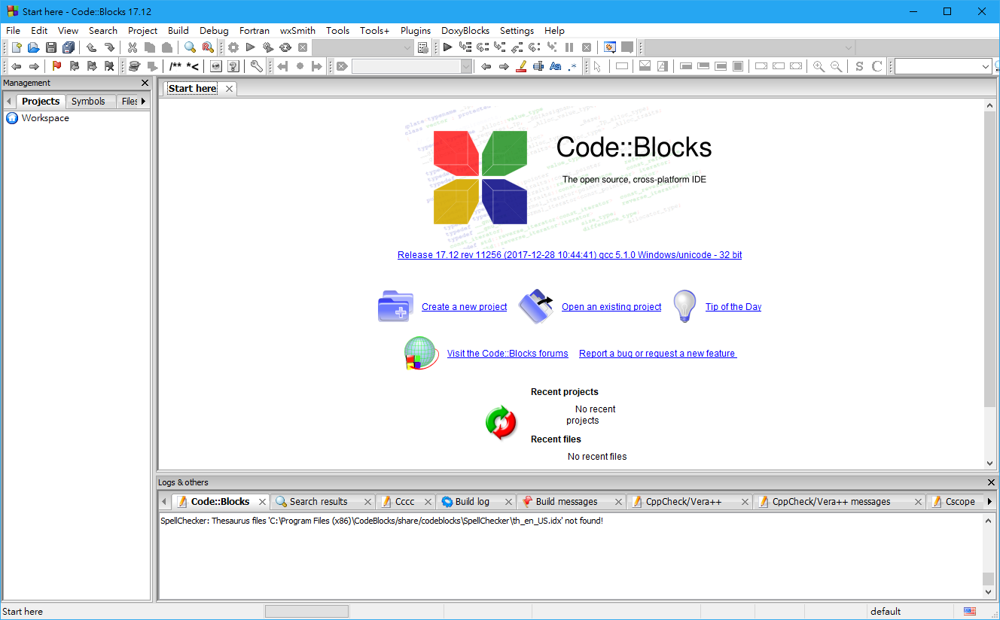 Start here - Code::Blocks 17.12
File Edit View Search Project Build Debug Fortran wxSmith Tools Tools+ Plugins DoxyBlocks Settings Help
/** *< Aa .* S C
Management
Projects Symbols Files
Workspace
Start here
Code::Blocks
The open source, cross-platform IDE
Release 17.12 rev 11256 (2017-12-28 10:44:41) gcc 5.1.0 Windows/unicode - 32 bit
Create a new project Open an existing project Tip of the Day
Visit the Code::Blocks forums Report a bug or request a new feature
Recent projects
No recent
projects
Recent files
No recent files
Logs & others
Code::Blocks Search results Cccc Build log Build messages CppCheck/Vera++ CppCheck/Vera++ messages Cscope
SpellChecker: Thesaurus files 'C:\Program Files (x86)\CodeBlocks/share/codeblocks\SpellChecker\th_en_US.idx' not found!
Start here default